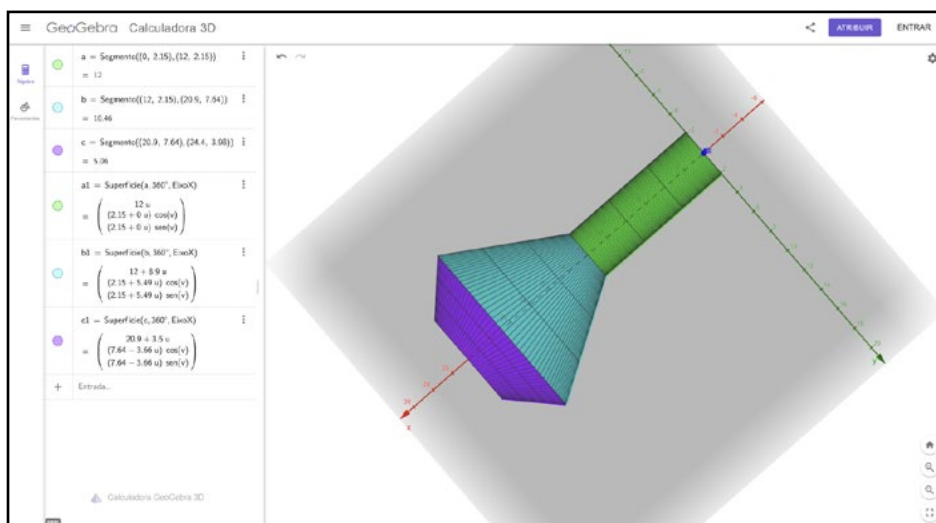 GeoGebra Calculadora 3D
ATRIBUIR
ENTRAR
a = Segmento((0, 2.15),(12, 2.15))
= 12
b = Segmento((12, 2.15),(20.9, 7.64))
= 10.46
c = Segmento((20.9, 7.64),(24.4, 3.98))
= 5.06
a1 = Superfície(a, 360°, EixoX)
12 u
= (2.15 + 0 u) cos(v)
(2.15 + 0 u) sen(v)
b1 = Superfície(b, 360°, EixoX)
12 + 8.9 u
= (2.15 + 5.49 u) cos(v)
(2.15 + 5.49 u) sen(v)
c1 = Superfície(c, 360°, EixoX)
20.9 + 3.5 u
= (7.64 − 3.66 u) cos(v)
(7.64 − 3.66 u) sen(v)
+ Entrada...
Calculadora GeoGebra 3D
x
y